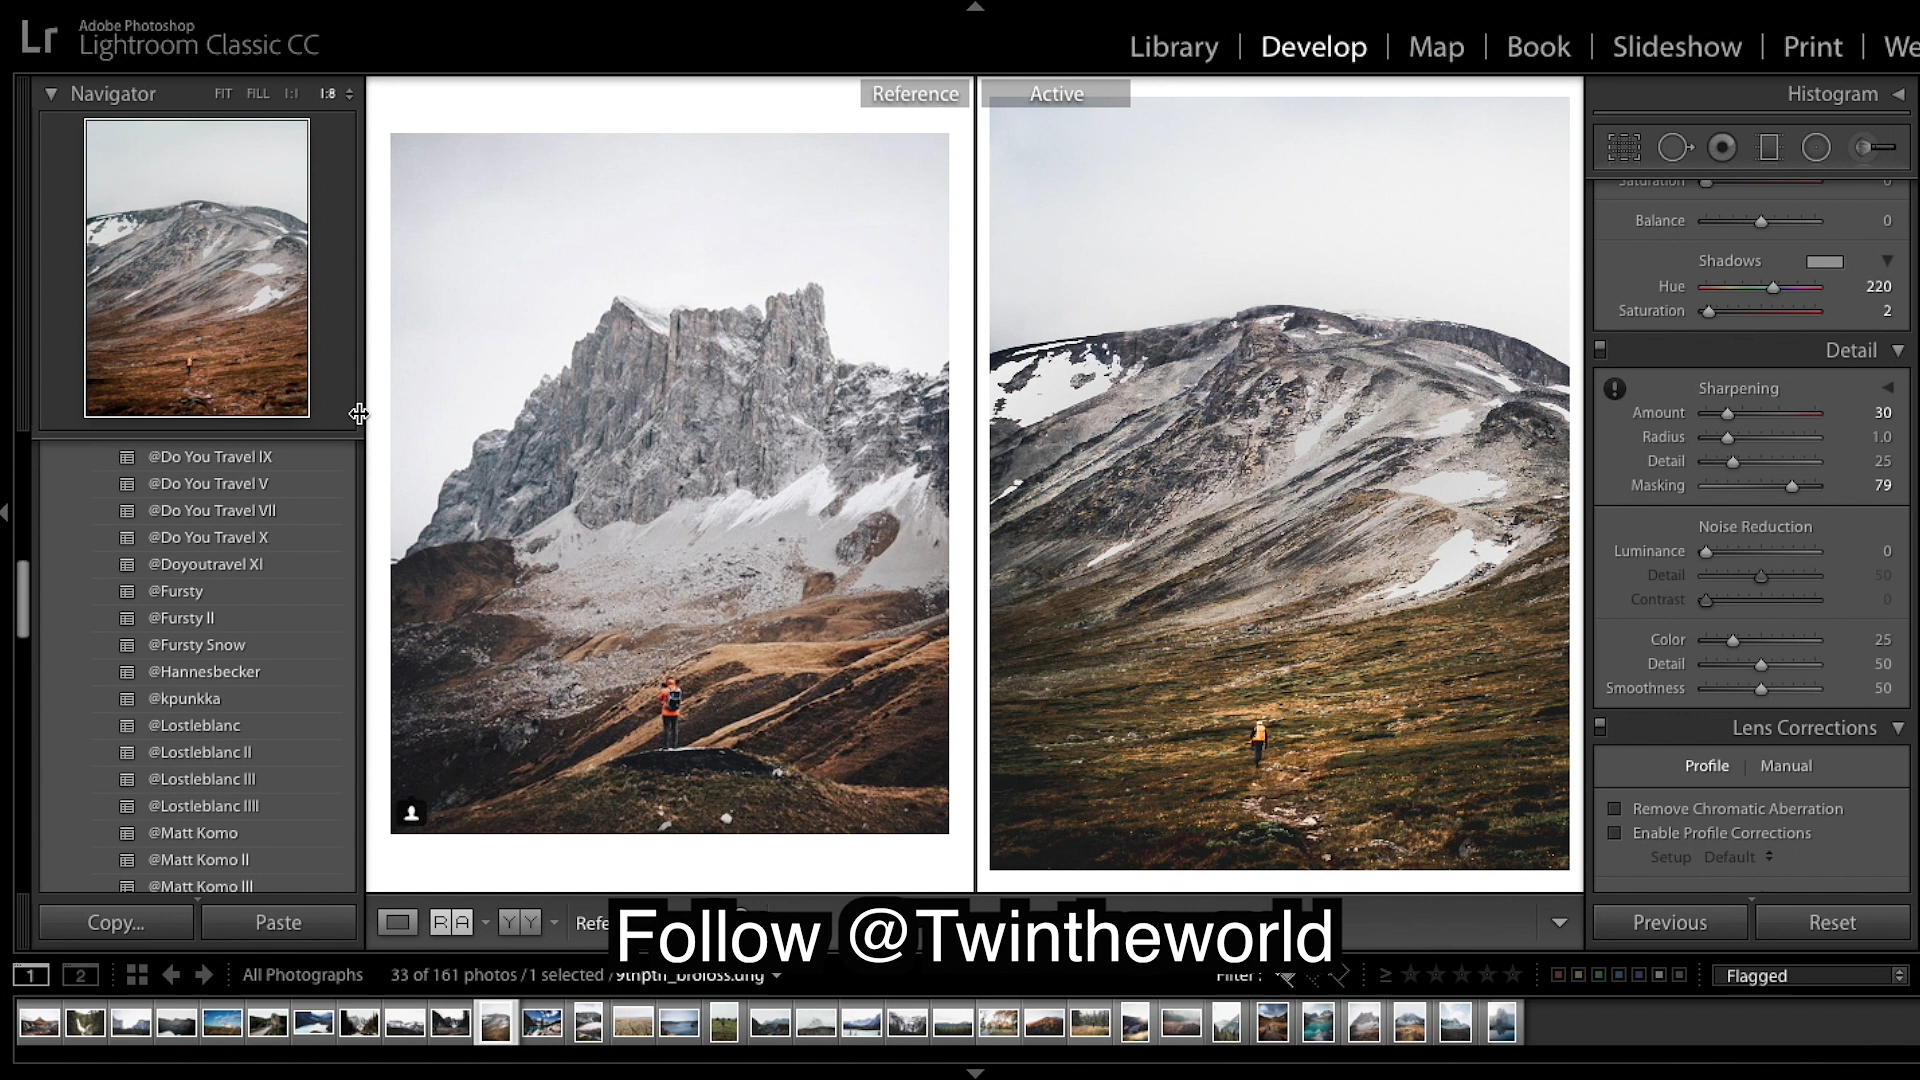 Lr
Adobe Photoshop
Lightroom Classic CC
Library | Develop | Map | Book | Slideshow | Print | We
Navigator FIT FILL 1:1 1:8
Reference
Active
Histogram
Saturation 0
Balance 0
Shadows
Hue 220
Saturation 2
Detail
Sharpening
Amount 30
Radius 1.0
Detail 25
Masking 79
Noise Reduction
Luminance 0
Detail 50
Contrast 0
Color 25
Detail 50
Smoothness 50
Lens Corrections
Profile | Manual
Remove Chromatic Aberration
Enable Profile Corrections
Setup Default
@Do You Travel IX
@Do You Travel V
@Do You Travel VII
@Do You Travel X
@Doyoutravel XI
@Fursty
@Fursty II
@Fursty Snow
@Hannesbecker
@kpunkka
@Lostleblanc
@Lostleblanc II
@Lostleblanc III
@Lostleblanc IIII
@Matt Komo
@Matt Komo II
@Matt Komo III
Copy... Paste
R A Y Y Refe
Follow @Twintheworld
Previous Reset
1 2 All Photographs 33 of 161 photos / 1 selected / Filter: ≥ Flagged